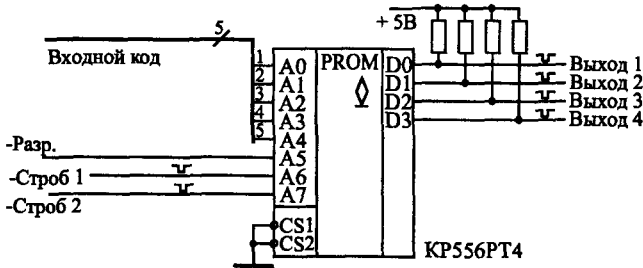 + 5В
5
Входной код
1
2
3
4
5
A0
A1
A2
A3
A4
A5
A6
A7
CS1
CS2
PROM
D0
D1
D2
D3
Выход 1
Выход 2
Выход 3
Выход 4
-Разр.
-Строб 1
-Строб 2
КР556РТ4